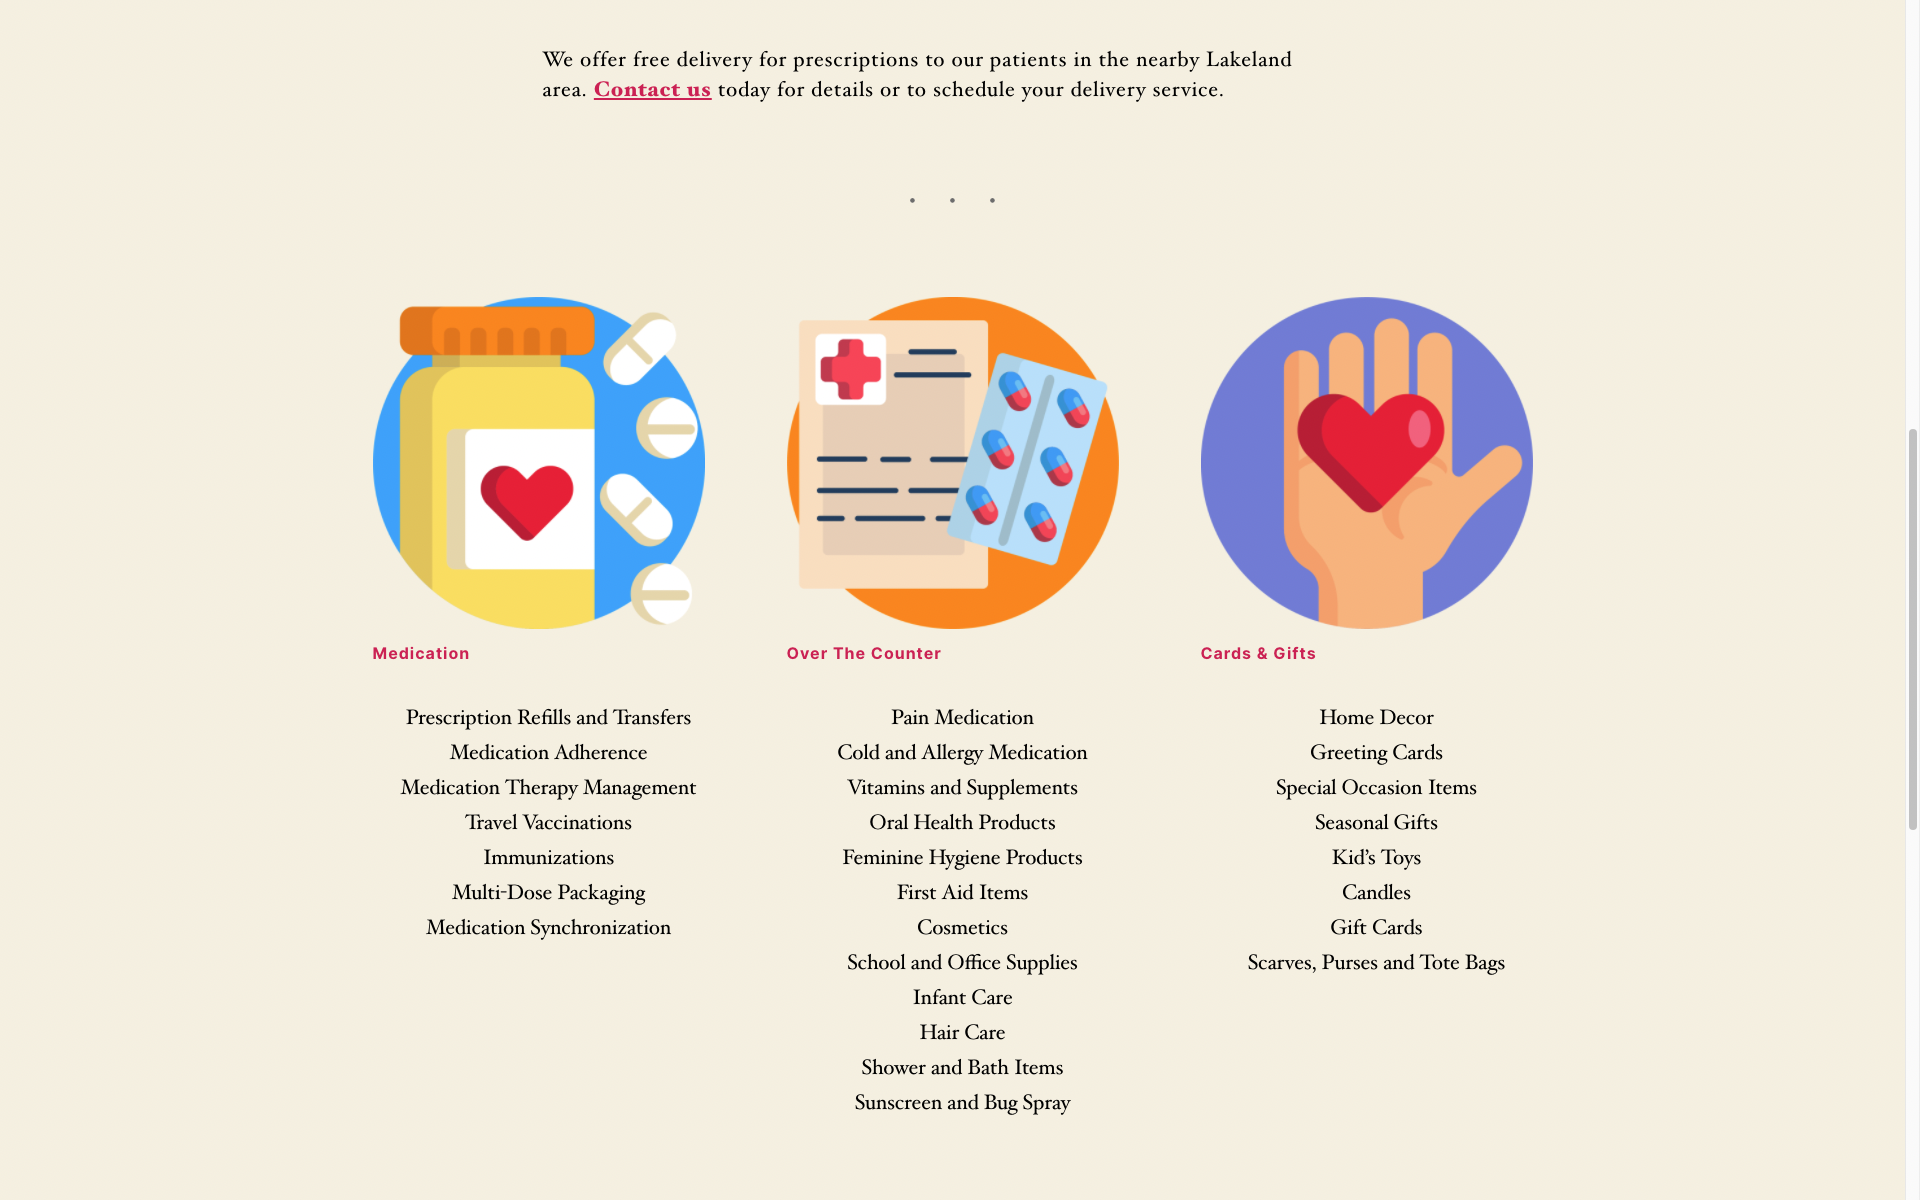 We offer free delivery for prescriptions to our patients in the nearby Lakeland
area. Contact us today for details or to schedule your delivery service.
Medication
Prescription Refills and Transfers
Medication Adherence
Medication Therapy Management
Travel Vaccinations
Immunizations
Multi-Dose Packaging
Medication Synchronization
Over The Counter
Pain Medication
Cold and Allergy Medication
Vitamins and Supplements
Oral Health Products
Feminine Hygiene Products
First Aid Items
Cosmetics
School and Office Supplies
Infant Care
Hair Care
Shower and Bath Items
Sunscreen and Bug Spray
Cards & Gifts
Home Decor
Greeting Cards
Special Occasion Items
Seasonal Gifts
Kid’s Toys
Candles
Gift Cards
Scarves, Purses and Tote Bags